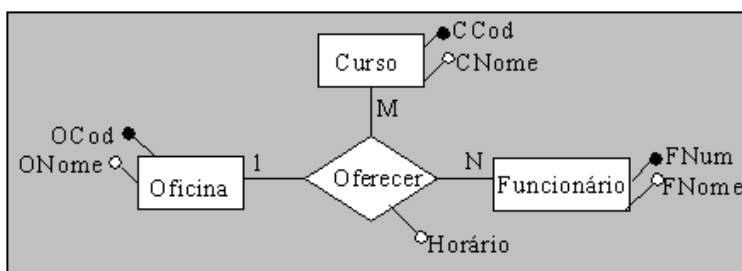 CCod
Curso
CNome
M
OCod
ONome
Oficina
1
Oferecer
N
Funcionário
FNum
FNome
Horário